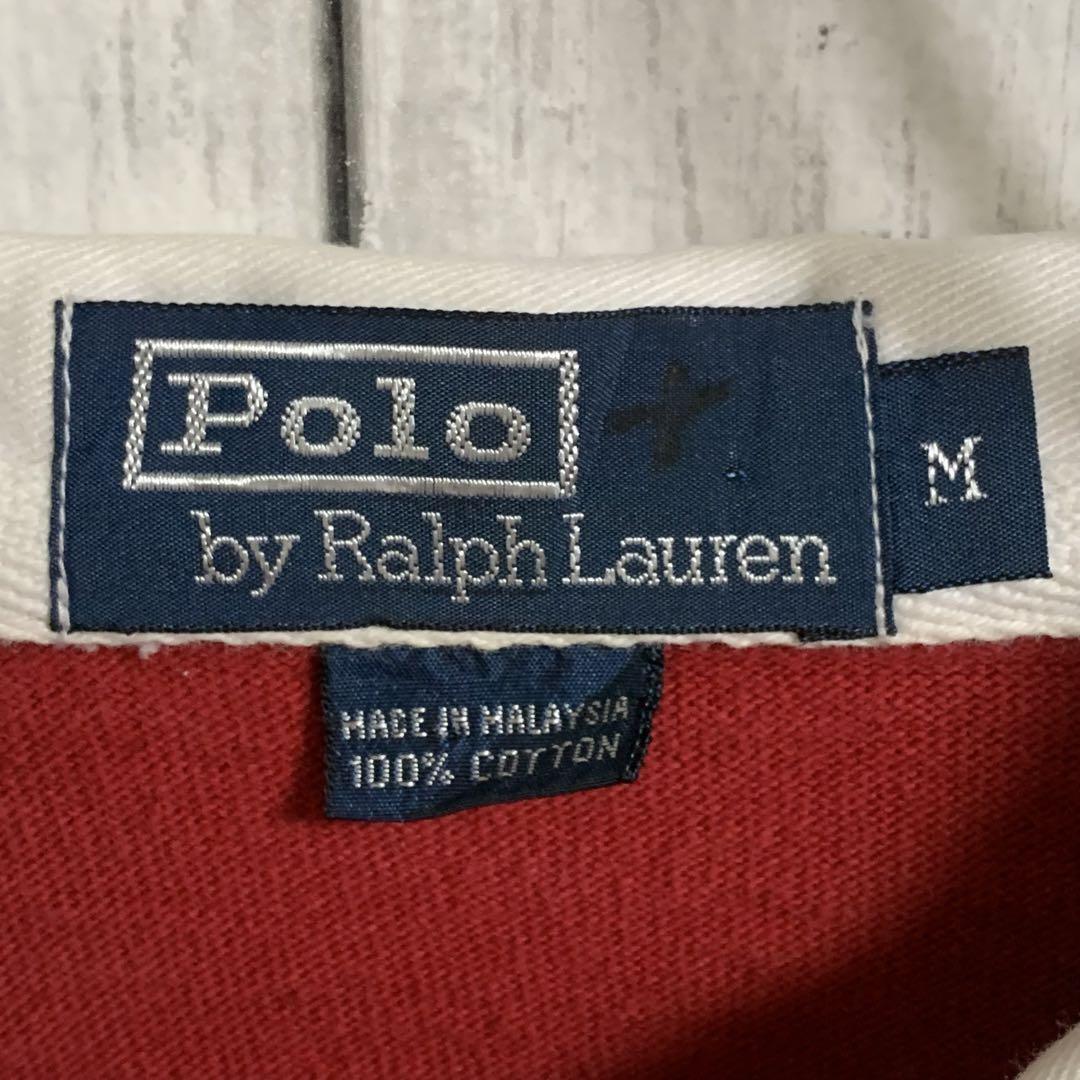 Polo
by Ralph Lauren
M
MADE IN MALAYSIA
100% COTTON